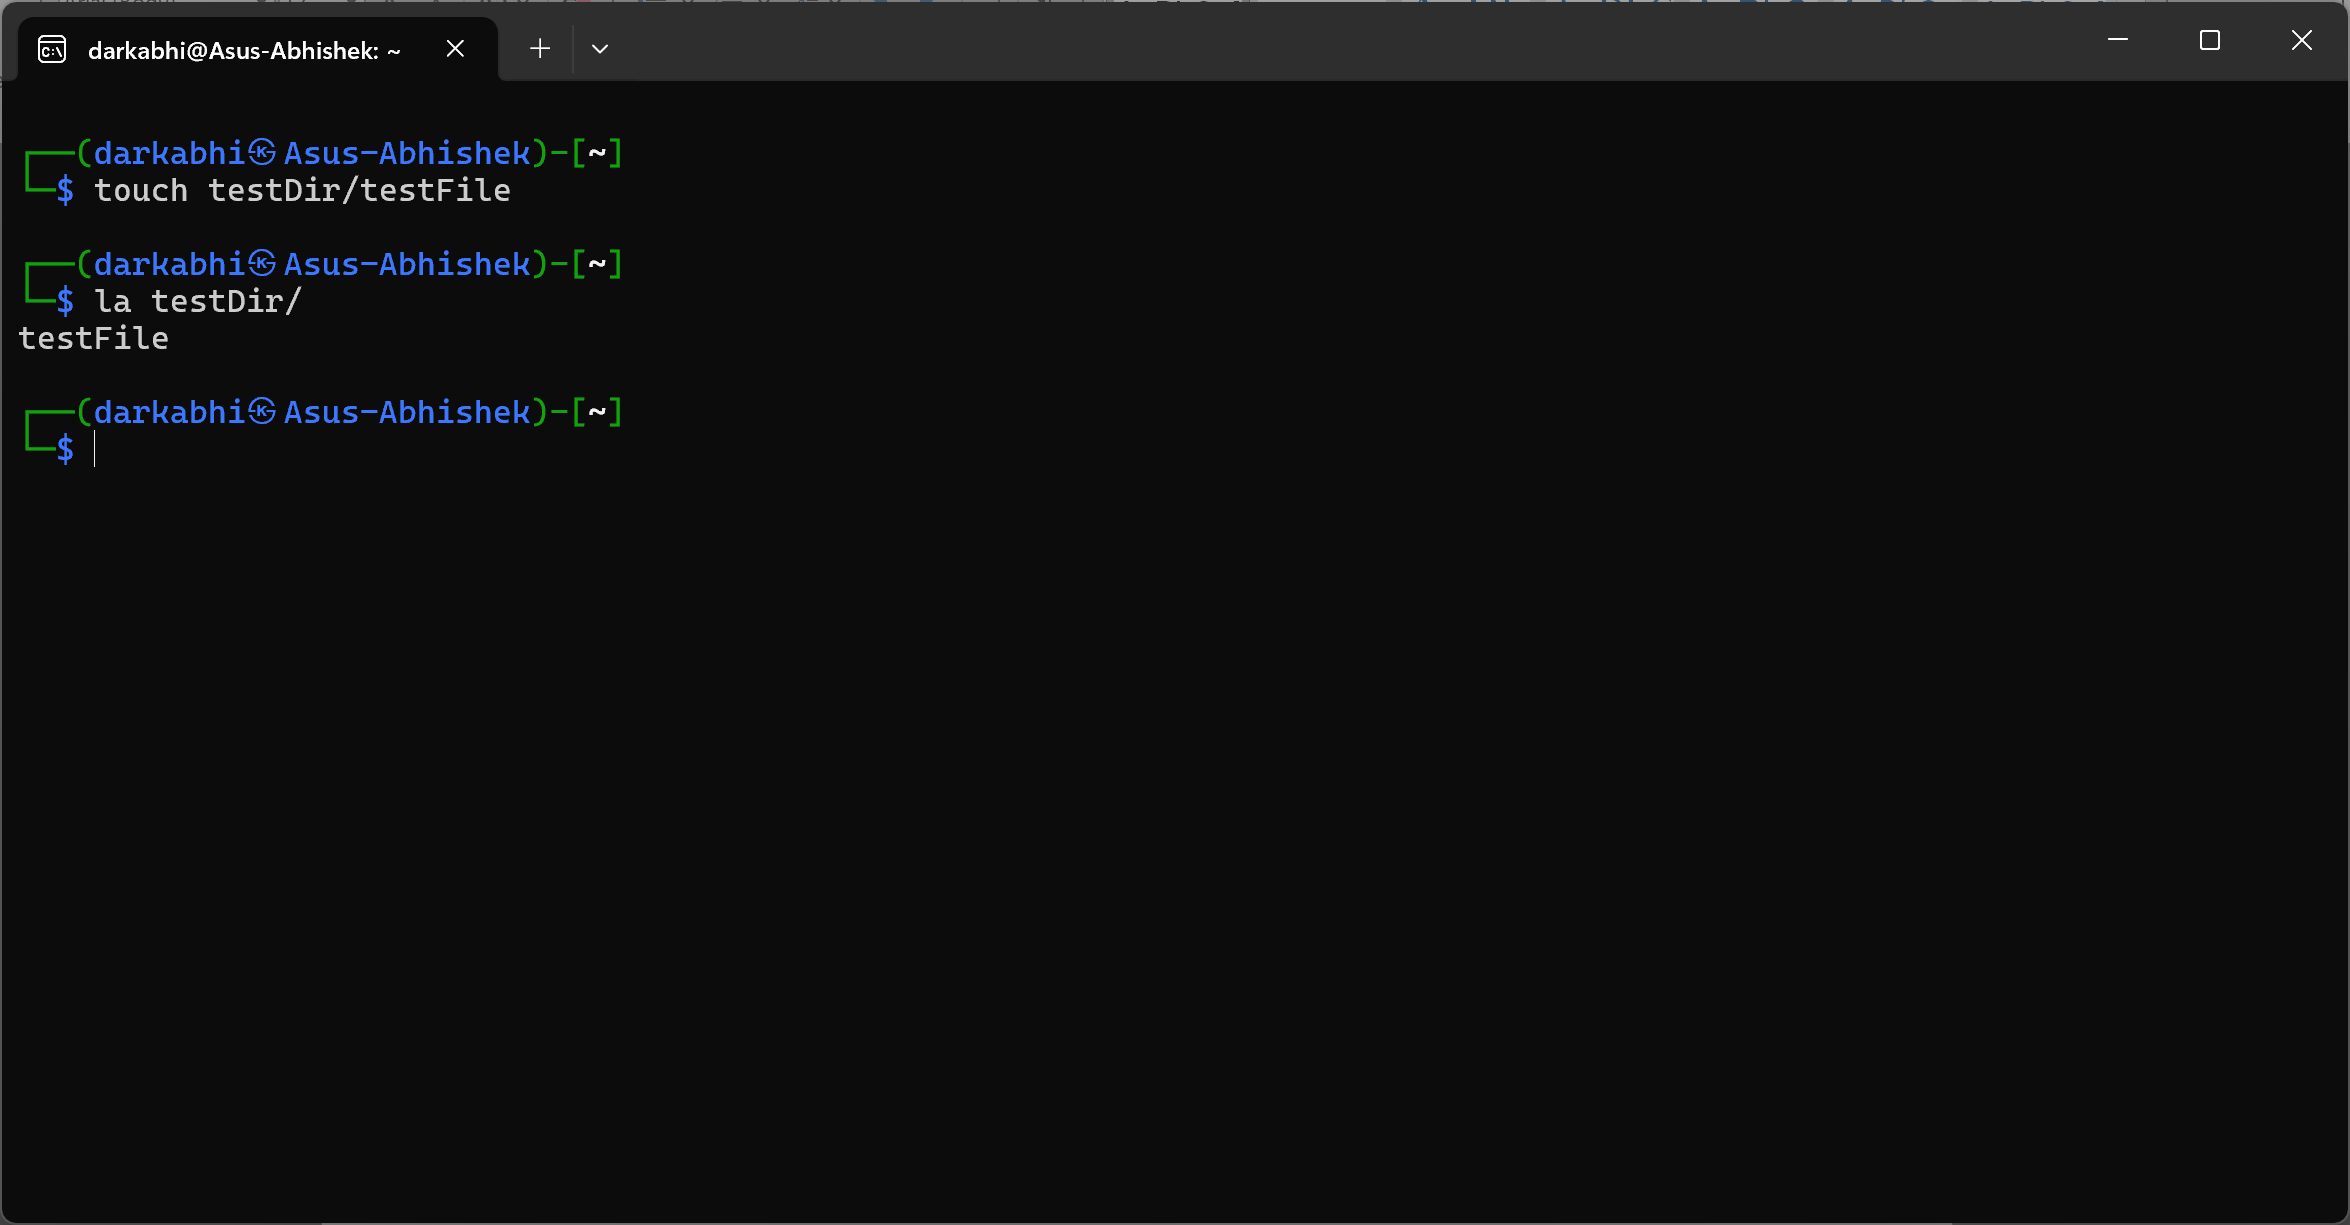 darkabhi@Asus-Abhishek: ~
┌──(darkabhi㉿Asus-Abhishek)-[~]
└─$ touch testDir/testFile
┌──(darkabhi㉿Asus-Abhishek)-[~]
└─$ la testDir/
testFile
┌──(darkabhi㉿Asus-Abhishek)-[~]
└─$